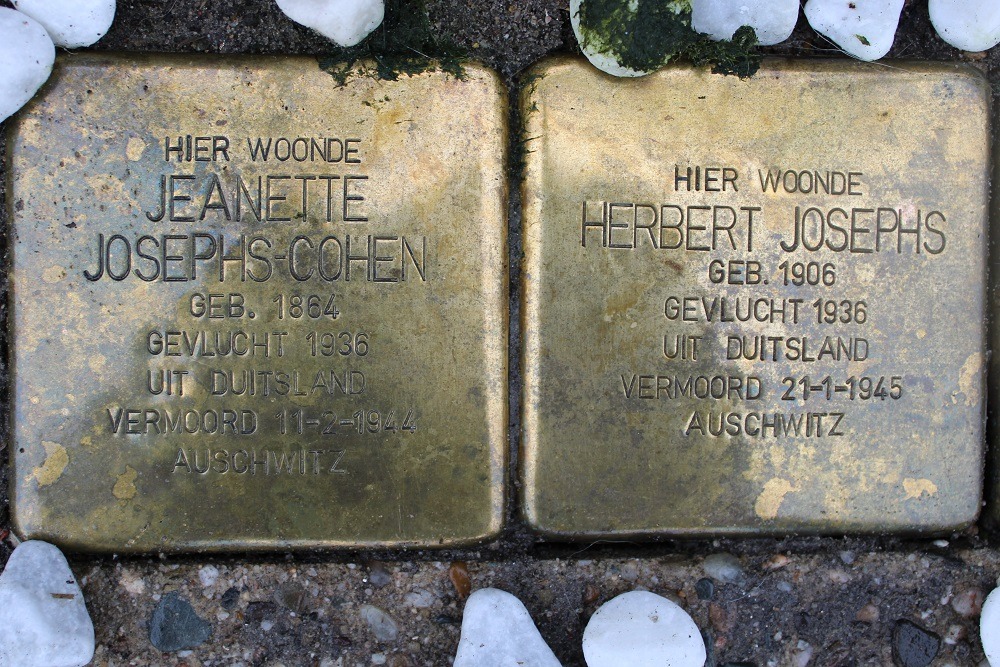 HIER WOONDE
JEANETTE
JOSEPHS-COHEN
GEB. 1864
GEVLUCHT 1936
UIT DUITSLAND
VERMOORD 11-2-1944
AUSCHWITZ
HIER WOONDE
HERBERT JOSEPHS
GEB. 1906
GEVLUCHT 1936
UIT DUITSLAND
VERMOORD 21-1-1945
AUSCHWITZ